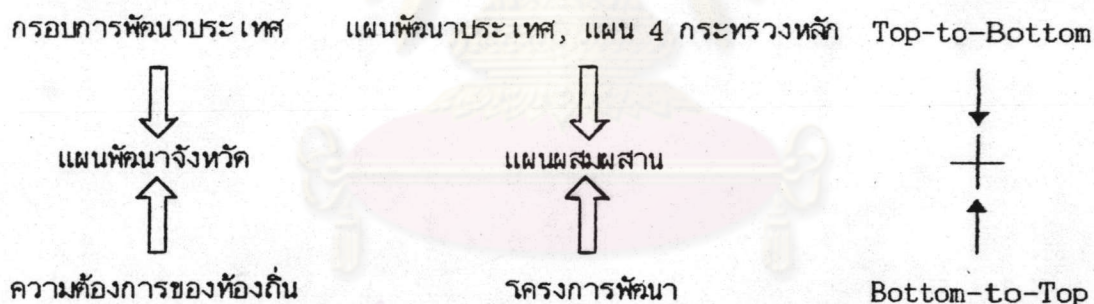 กรอบการพัฒนาประเทศ แผนพัฒนาประเทศ, แผน 4 กระทรวงหลัก Top-to-Bottom
แผนพัฒนาจังหวัด แผนผสมผสาน
ความต้องการของท้องถิ่น โครงการพัฒนา Bottom-to-Top